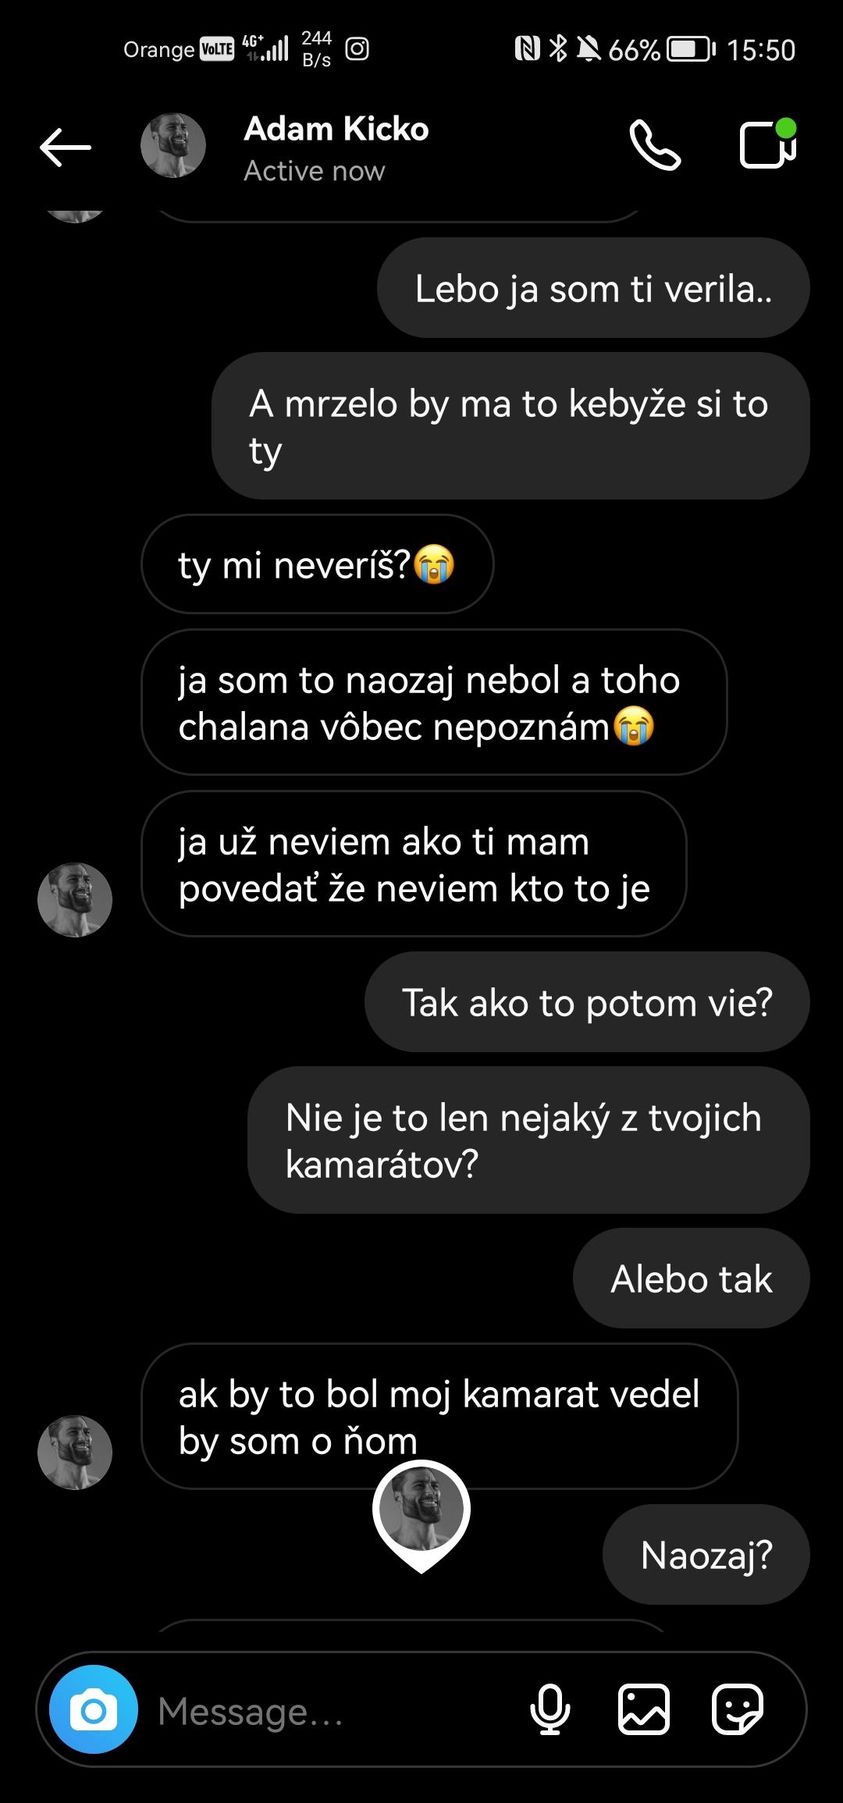 Orange VoLTE 4G+ 244 B/s 66% 15:50
Adam Kicko
Active now
Lebo ja som ti verila..
A mrzelo by ma to kebyže si to
ty
ty mi neveríš?😭
ja som to naozaj nebol a toho
chalana vôbec nepoznám😭
ja už neviem ako ti mam
povedať že neviem kto to je
Tak ako to potom vie?
Nie je to len nejaký z tvojich
kamarátov?
Alebo tak
ak by to bol moj kamarat vedel
by som o ňom
Naozaj?
Message...